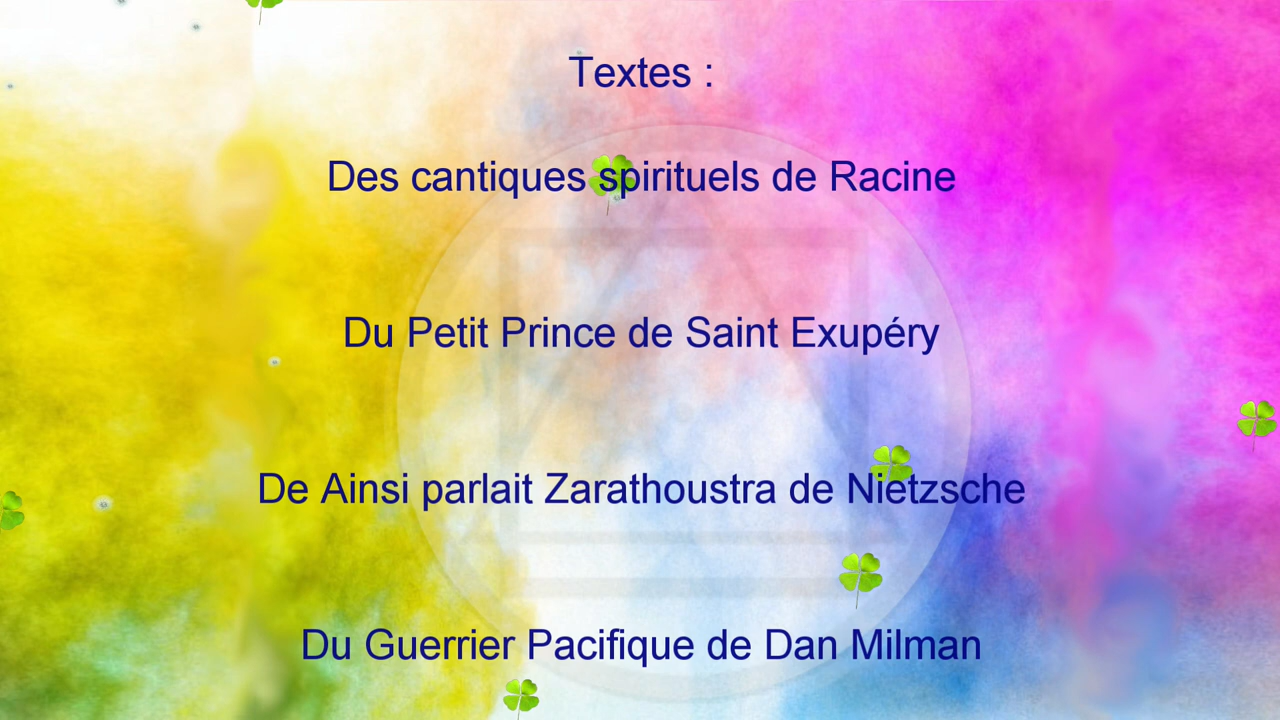 Textes :
Des cantiques spirituels de Racine
Du Petit Prince de Saint Exupéry
De Ainsi parlait Zarathoustra de Nietzsche
Du Guerrier Pacifique de Dan Milman